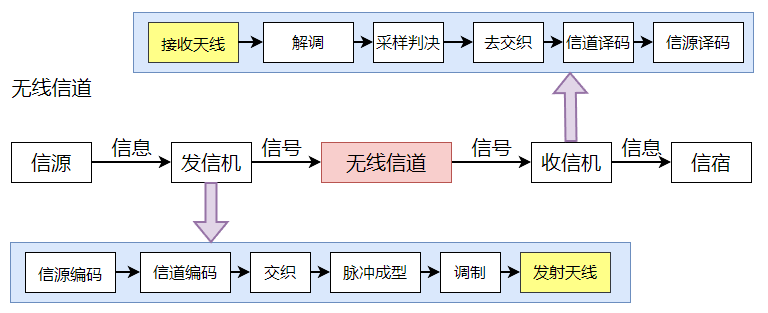 接收天线
解调
采样判决
去交织
信道译码
信源译码
无线信道
信源
信息
发信机
信号
无线信道
信号
收信机
信息
信宿
信源编码
信道编码
交织
脉冲成型
调制
发射天线